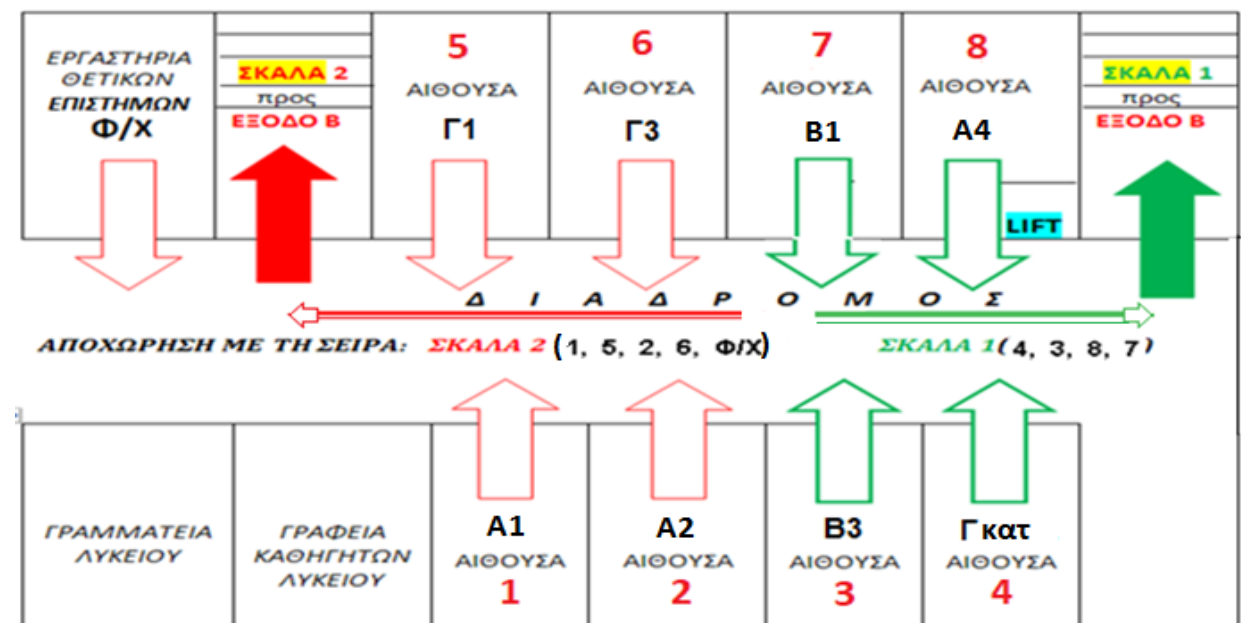 ΕΡΓΑΣΤΗΡΙΑ
ΘΕΤΙΚΩΝ
ΕΠΙΣΤΗΜΩΝ
Φ/Χ
ΣΚΑΛΑ 2
προς
ΕΞΟΔΟ Β
5
ΑΙΘΟΥΣΑ
Γ1
6
ΑΙΘΟΥΣΑ
Γ3
7
ΑΙΘΟΥΣΑ
Β1
8
ΑΙΘΟΥΣΑ
Α4
LIFT
ΣΚΑΛΑ 1
προς
ΕΞΟΔΟ Β
Δ Ι Α Δ Ρ Ο Μ Ο Σ
ΑΠΟΧΩΡΗΣΗ ΜΕ ΤΗ ΣΕΙΡΑ: ΣΚΑΛΑ 2 (1, 5, 2, 6, Φ/Χ) ΣΚΑΛΑ 1 (4, 3, 8, 7)
ΓΡΑΜΜΑΤΕΙΑ
ΛΥΚΕΙΟΥ
ΓΡΑΦΕΙΑ
ΚΑΘΗΓΗΤΩΝ
ΛΥΚΕΙΟΥ
Α1
ΑΙΘΟΥΣΑ
1
Α2
ΑΙΘΟΥΣΑ
2
Β3
ΑΙΘΟΥΣΑ
3
Γκατ
ΑΙΘΟΥΣΑ
4